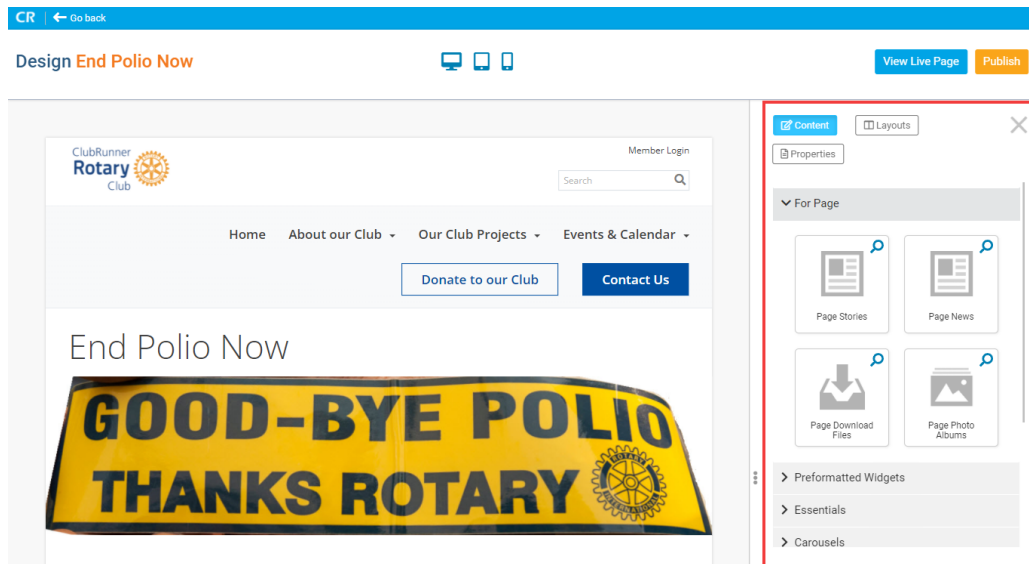 CR Go back
Design End Polio Now
View Live Page Publish
Content Layouts
Properties
ClubRunner
Rotary
Club
Member Login
Search
Home About our Club Our Club Projects Events & Calendar
Donate to our Club Contact Us
End Polio Now
GOOD-BYE POLIO
THANKS ROTARY
ROTARY
INTERNATIONAL
For Page
Page Stories Page News
Page Download
Files
Page Photo
Albums
Preformatted Widgets
Essentials
Carousels